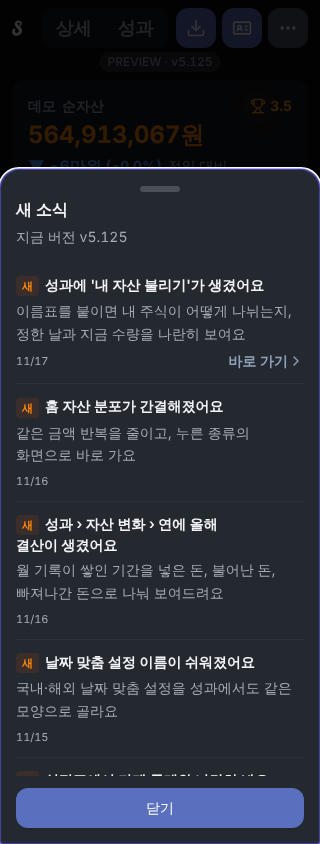 상세 성과
PREVIEW · v5.125
데모 순자산
3.5
564,913,067원
새 소식
지금 버전 v5.125
새 성과에 '내 자산 불리기'가 생겼어요
이름표를 붙이면 내 주식이 어떻게 나뉘는지,
정한 날과 지금 수량을 나란히 보여요
11/17 바로 가기
새 홈 자산 분포가 간결해졌어요
같은 금액 반복을 줄이고, 누른 종류의
화면으로 바로 가요
11/16
새 성과 › 자산 변화 › 연에 올해
결산이 생겼어요
월 기록이 쌓인 기간을 넣은 돈, 불어난 돈,
빠져나간 돈으로 나눠 보여드려요
11/16
새 날짜 맞춤 설정 이름이 쉬워졌어요
국내·해외 날짜 맞춤 설정을 성과에서도 같은
모양으로 골라요
11/15
닫기